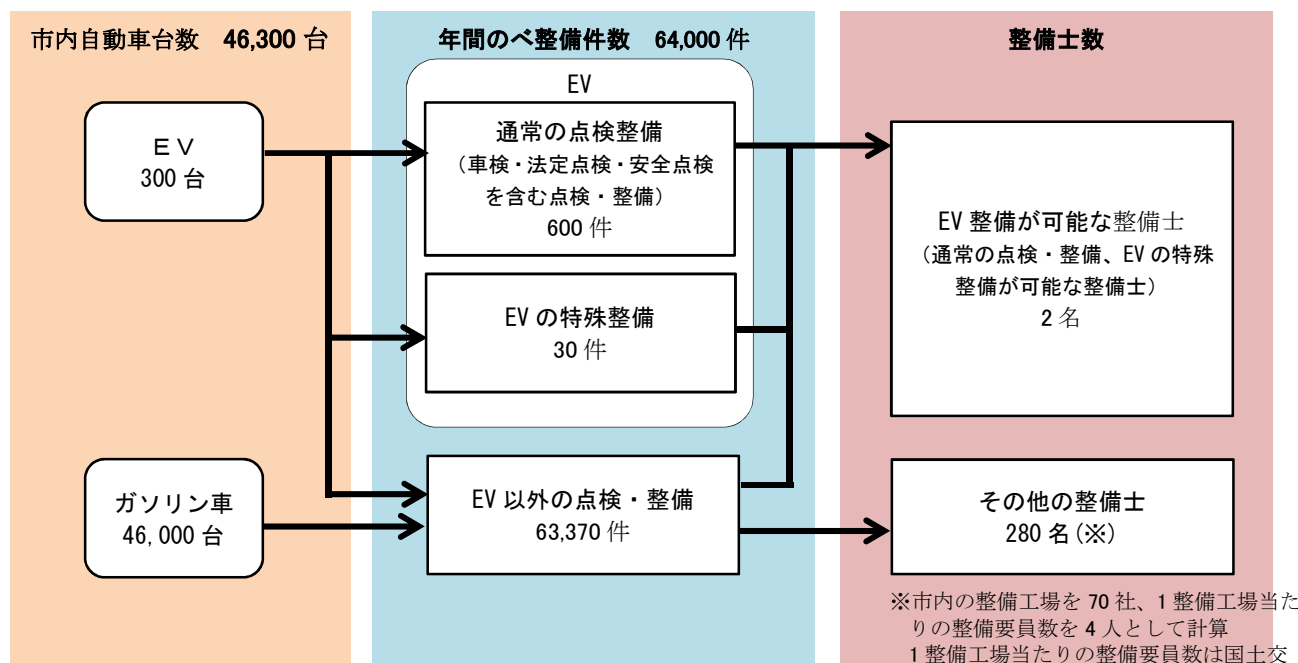 市内自動車台数 46,300 台
年間のべ整備件数 64,000 件
整備士数
EV
ＥＶ
300 台
通常の点検整備
（車検・法定点検・安全点検
を含む点検・整備）
600 件
EV の特殊整備
30 件
EV 整備が可能な整備士
（通常の点検・整備、EV の特殊
整備が可能な整備士）
2 名
ガソリン車
46,000 台
EV 以外の点検・整備
63,370 件
その他の整備士
280 名(※)
※市内の整備工場を 70 社、1 整備工場当た
りの整備要員数を 4 人として計算
1 整備工場当たりの整備要員数は国土交